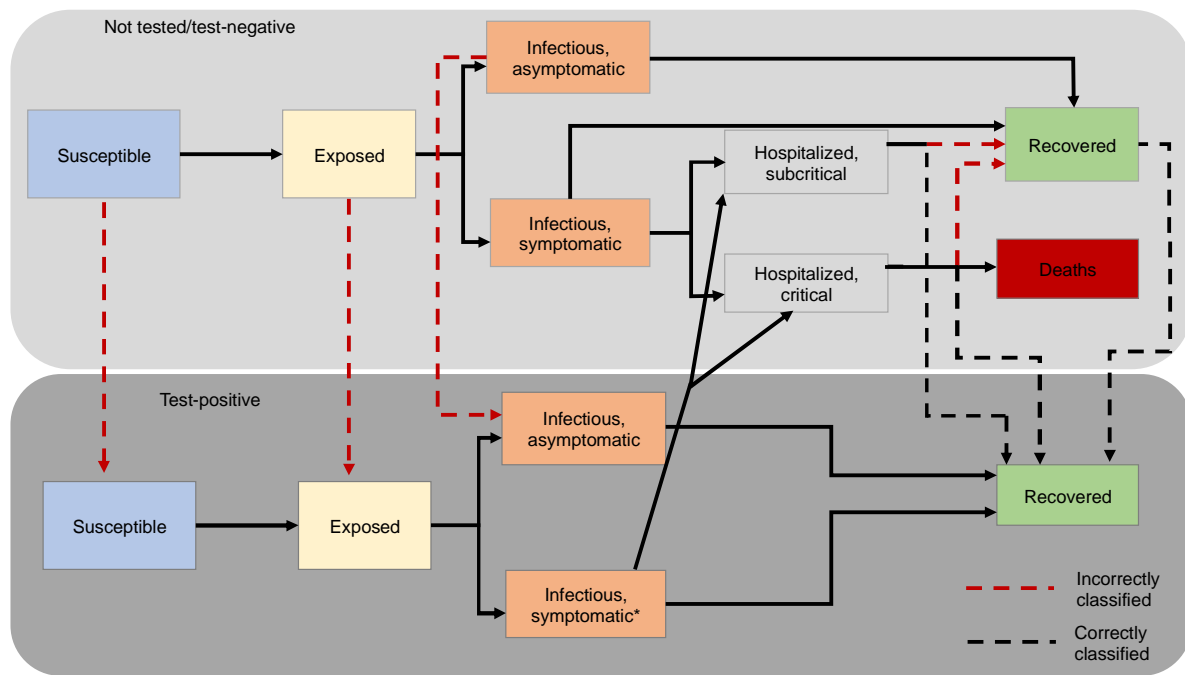 Not tested/test-negative
Infectious,
asymptomatic
Susceptible
Exposed
Recovered
Hospitalized,
subcritical
Infectious,
symptomatic
Hospitalized,
critical
Deaths
Test-positive
Infectious,
asymptomatic
Susceptible
Exposed
Recovered
Infectious,
symptomatic*
Incorrectly
classified
Correctly
classified